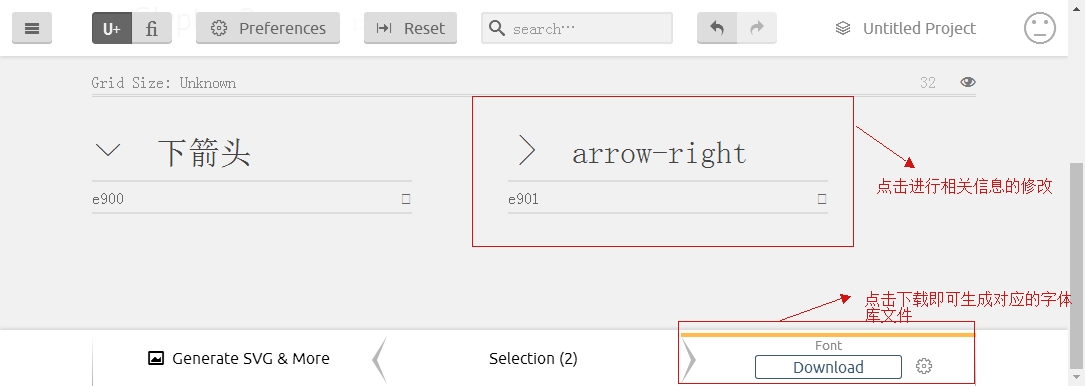 U+
fi
Preferences
Reset
search…
Untitled Project
Grid Size: Unknown
32
下箭头
arrow-right
e900
e901
点击进行相关信息的修改
点击下载即可生成对应的字体
库文件
Generate SVG & More
Selection (2)
Font
Download